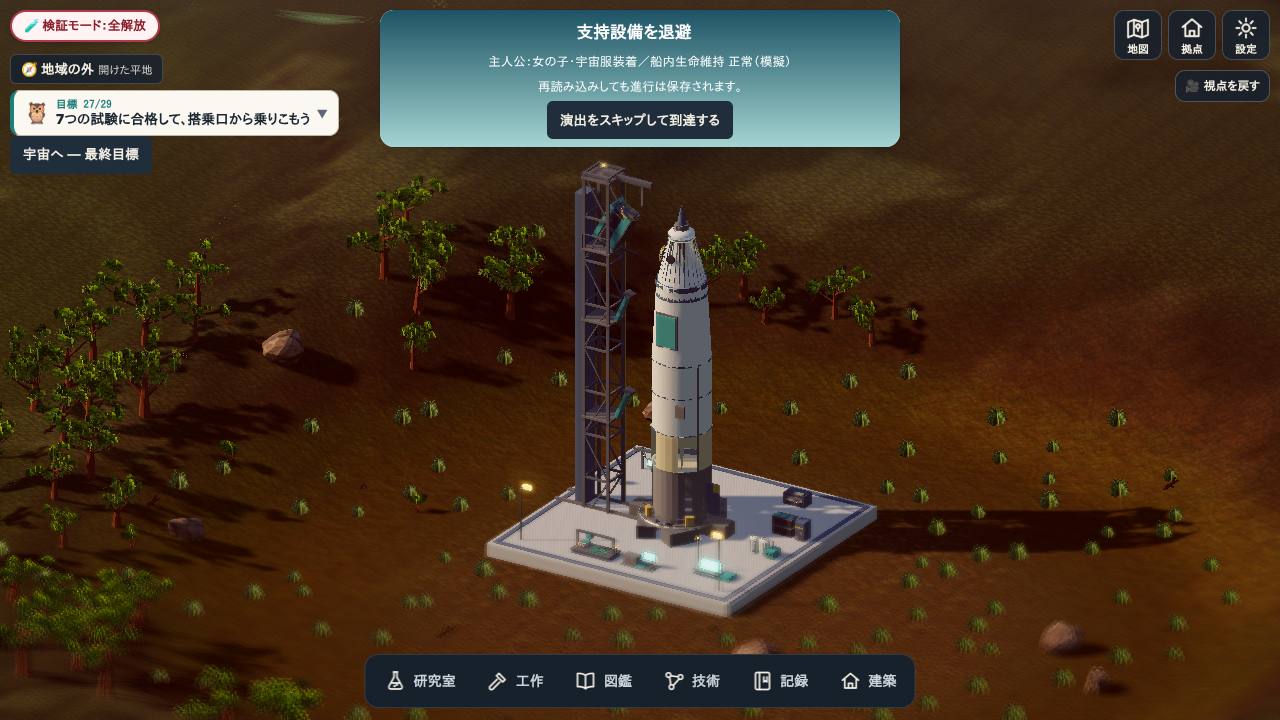 検証モード:全解放
地域の外 開けた平地
目標 27/29
7つの試験に合格して、搭乗口から乗りこもう
宇宙へ — 最終目標
支持設備を退避
主人公:女の子・宇宙服装着／船内生命維持 正常(模擬)
再読み込みしても進行は保存されます。
演出をスキップして到達する
地図
拠点
設定
視点を戻す
研究室
工作
図鑑
技術
記録
建築